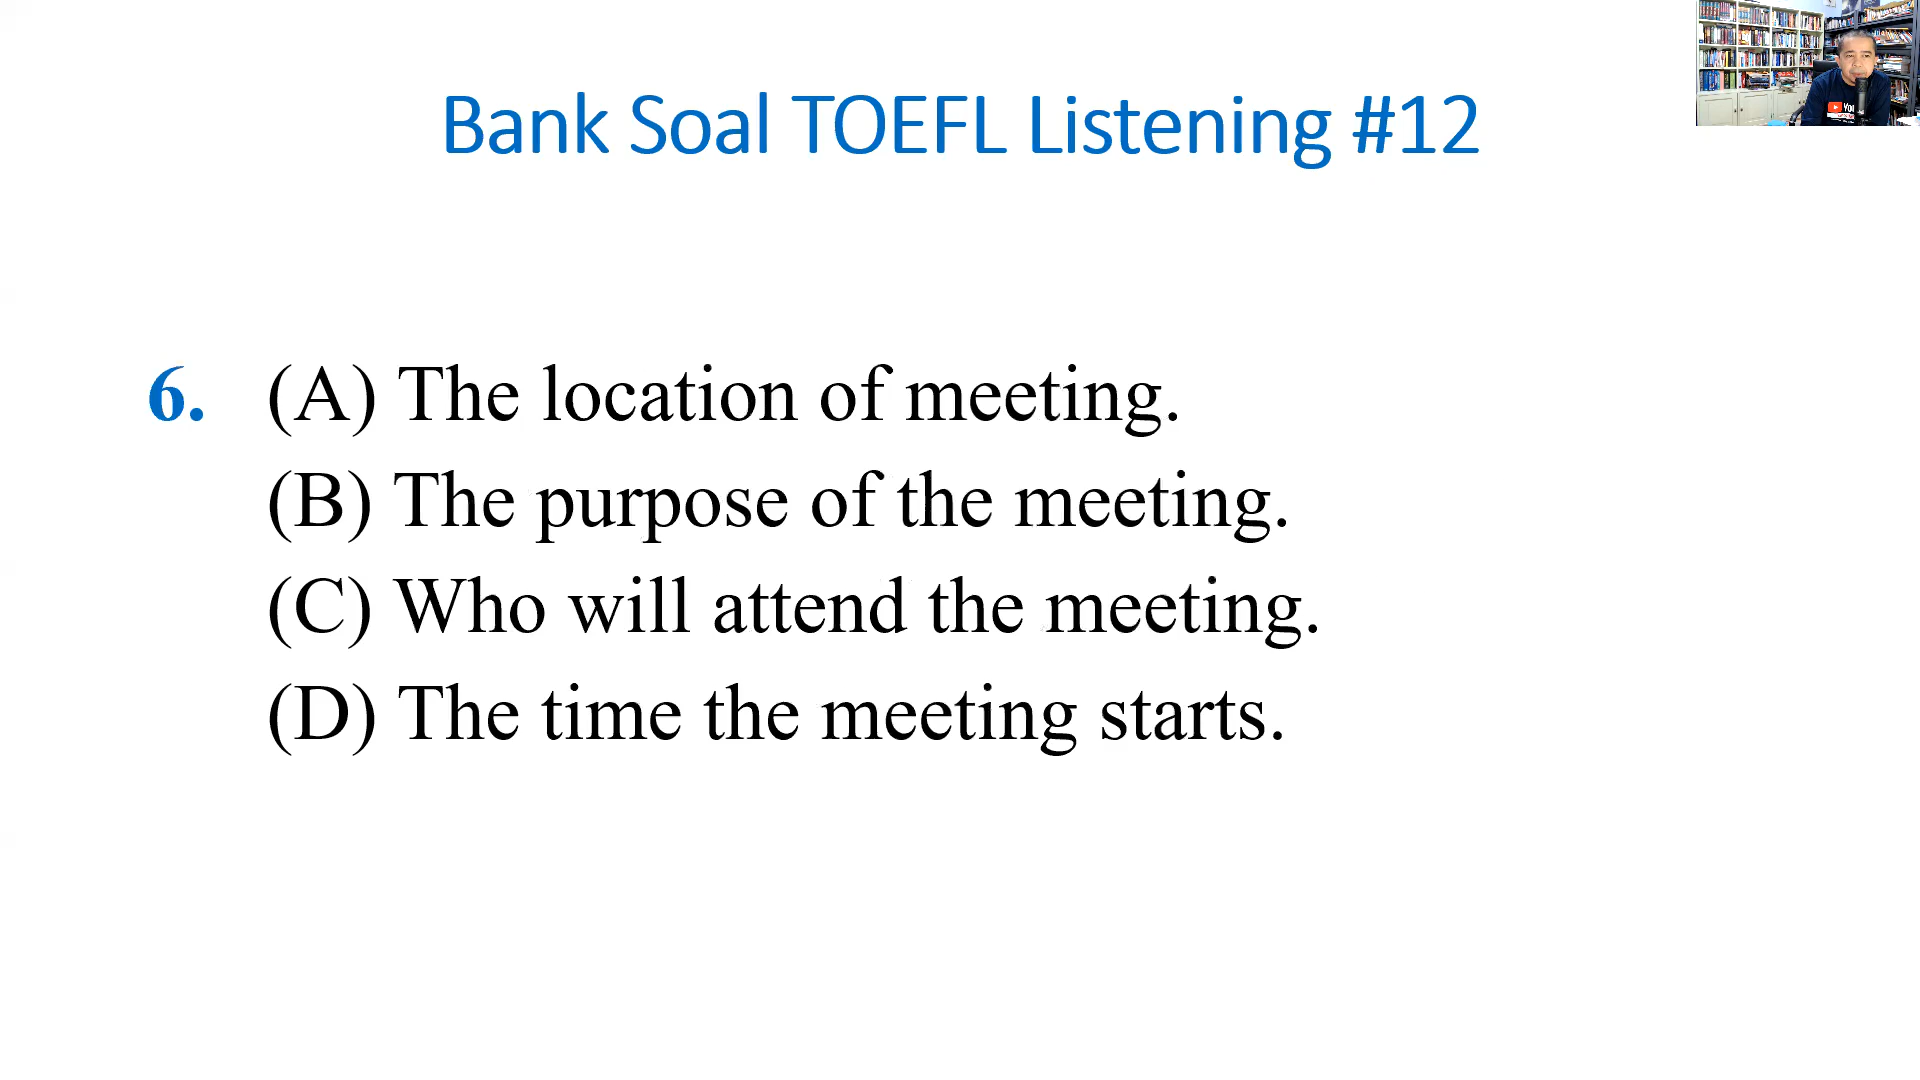 Bank Soal TOEFL Listening #12
6. (A) The location of meeting.
(B) The purpose of the meeting.
(C) Who will attend the meeting.
(D) The time the meeting starts.